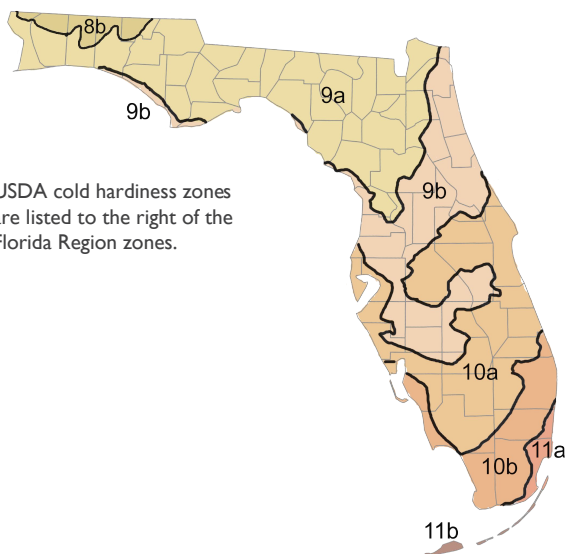 8b
9a
9b
9b
USDA cold hardiness zones
are listed to the right of the
Florida Region zones.
10a
11a
10b
11b